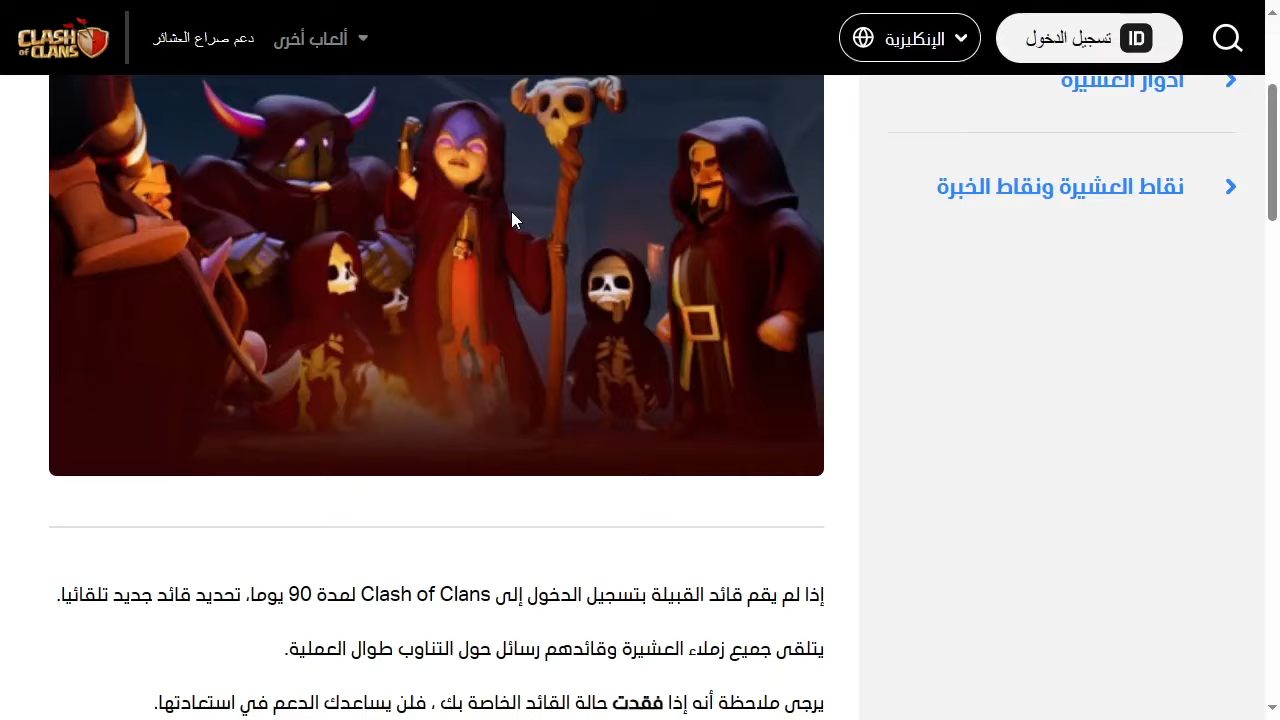 CLASH OF CLANS
دعم صراع العشائر
ألعاب أخرى
الإنكليزية
تسجيل الدخول ID
أدوار العشيرة
نقاط العشيرة ونقاط الخبرة
إذا لم يقم قائد القبيلة بتسجيل الدخول إلى Clash of Clans لمدة 90 يوما، تحديد قائد جديد تلقائيا.
يتلقى جميع زملاء العشيرة وقائدهم رسائل حول التناوب طوال العملية.
يرجى ملاحظة أنه إذا فقدت حالة القائد الخاصة بك ، فلن يساعدك الدعم في استعادتها.